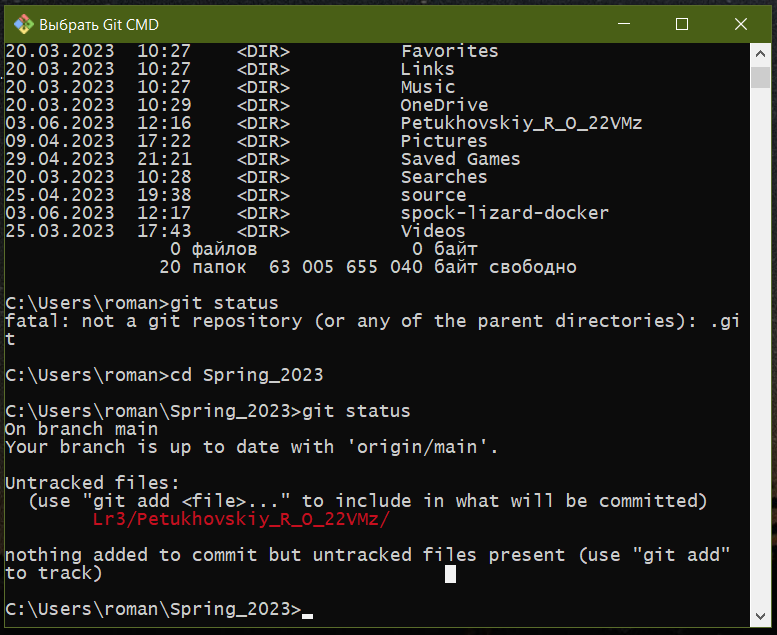 Выбрать Git CMD
20.03.2023  10:27    <DIR>          Favorites
20.03.2023  10:27    <DIR>          Links
20.03.2023  10:27    <DIR>          Music
20.03.2023  10:29    <DIR>          OneDrive
03.06.2023  12:16    <DIR>          Petukhovskiy_R_O_22VMz
09.04.2023  17:22    <DIR>          Pictures
29.04.2023  21:21    <DIR>          Saved Games
20.03.2023  10:28    <DIR>          Searches
25.04.2023  19:38    <DIR>          source
03.06.2023  12:17    <DIR>          spock-lizard-docker
25.03.2023  17:43    <DIR>          Videos
               0 файлов              0 байт
              20 папок  63 005 655 040 байт свободно
C:\Users\roman>git status
fatal: not a git repository (or any of the parent directories): .gi
t
C:\Users\roman>cd Spring_2023
C:\Users\roman\Spring_2023>git status
On branch main
Your branch is up to date with 'origin/main'.
Untracked files:
  (use "git add <file>..." to include in what will be committed)
        Lr3/Petukhovskiy_R_O_22VMz/
nothing added to commit but untracked files present (use "git add"
to track)
C:\Users\roman\Spring_2023>